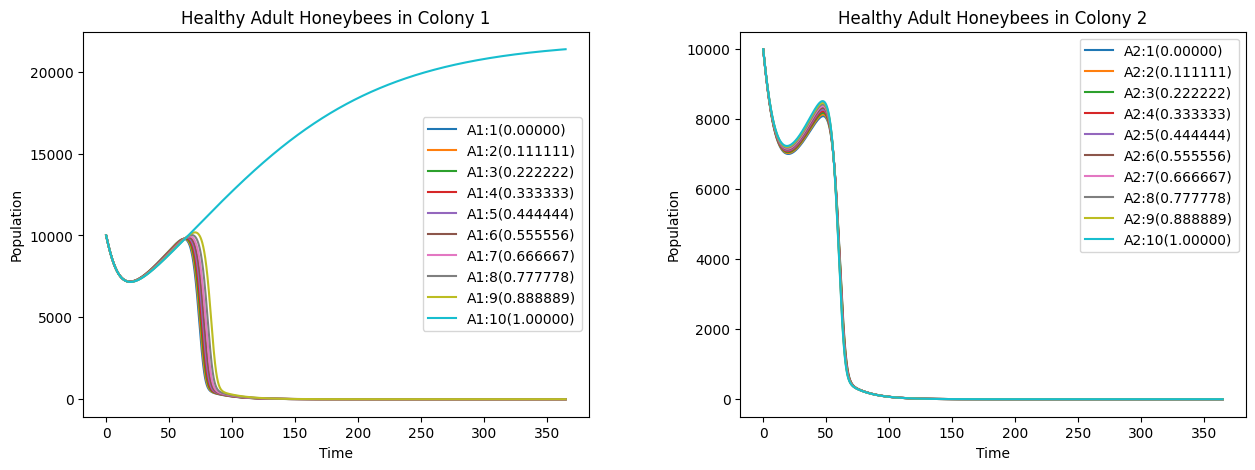 Healthy Adult Honeybees in Colony 1
Population
20000
15000
10000
5000
0
0 50 100 150 200 250 300 350
Time
A1:1(0.00000)
A1:2(0.111111)
A1:3(0.222222)
A1:4(0.333333)
A1:5(0.444444)
A1:6(0.555556)
A1:7(0.666667)
A1:8(0.777778)
A1:9(0.888889)
A1:10(1.00000)
Healthy Adult Honeybees in Colony 2
Population
10000
8000
6000
4000
2000
0
0 50 100 150 200 250 300 350
Time
A2:1(0.00000)
A2:2(0.111111)
A2:3(0.222222)
A2:4(0.333333)
A2:5(0.444444)
A2:6(0.555556)
A2:7(0.666667)
A2:8(0.777778)
A2:9(0.888889)
A2:10(1.00000)